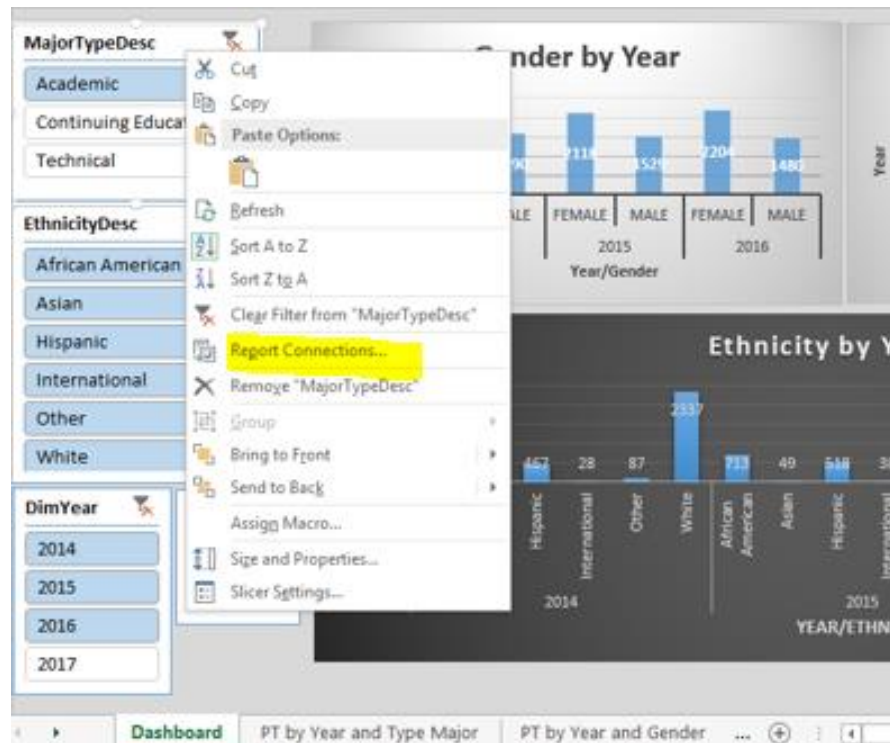 MajorTypeDesc
Academic
Continuing Educa
Technical
EthnicityDesc
African American
Asian
Hispanic
International
Other
White
DimYear
2014
2015
2016
2017
Cut
Copy
Paste Options:
Refresh
Sort A to Z
Sort Z to A
Clear Filter from "MajorTypeDesc"
Report Connections...
Remove "MajorTypeDesc"
Group
Bring to Front
Send to Back
Assign Macro...
Size and Properties...
Slicer Settings...
nder by Year
90 2118 1529 2204 1480
ALE FEMALE MALE FEMALE MALE
2015 2016
Year/Gender
Year
Ethnicity by Y
2337
467 28 87 713 49 518
Hispanic International Other White African American Asian Hispanic International
2014 2015
YEAR/ETHN
Dashboard PT by Year and Type Major PT by Year and Gender ...